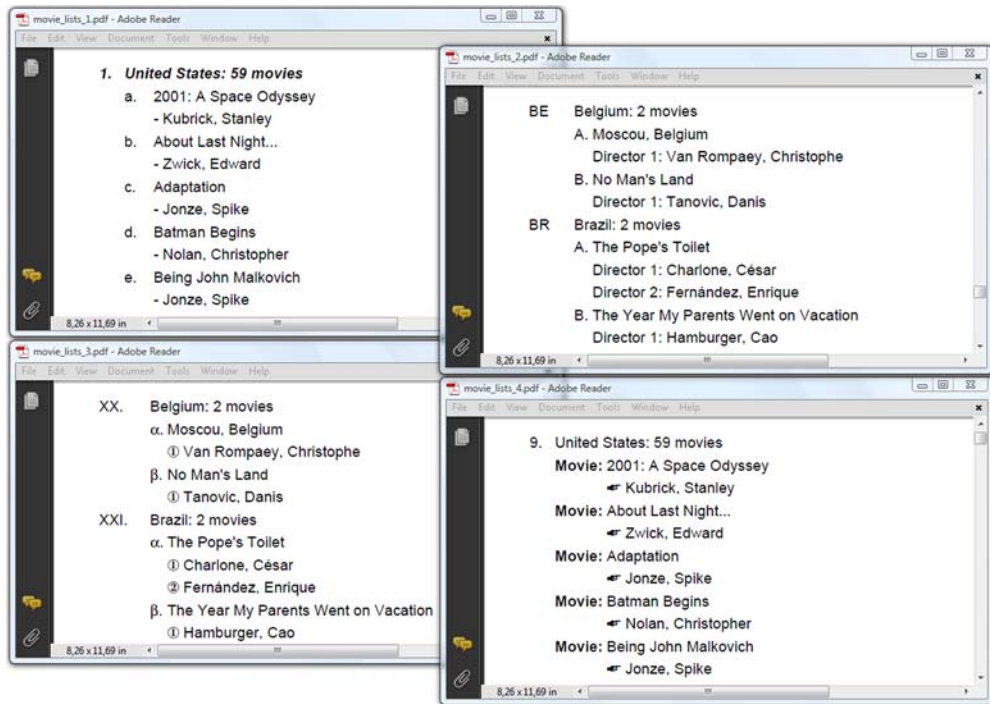 movie_lists_1.pdf - Adobe Reader
File Edit View Document Tools Window Help
1. United States: 59 movies
a. 2001: A Space Odyssey
- Kubrick, Stanley
b. About Last Night...
- Zwick, Edward
c. Adaptation
- Jonze, Spike
d. Batman Begins
- Nolan, Christopher
e. Being John Malkovich
- Jonze, Spike
8,26 x 11,69 in
movie_lists_2.pdf - Adobe Reader
File Edit View Document Tools Window Help
BE Belgium: 2 movies
A. Moscou, Belgium
Director 1: Van Rompaey, Christophe
B. No Man's Land
Director 1: Tanovic, Danis
BR Brazil: 2 movies
A. The Pope's Toilet
Director 1: Charlone, César
Director 2: Fernández, Enrique
B. The Year My Parents Went on Vacation
Director 1: Hamburger, Cao
8,26 x 11,69 in
movie_lists_3.pdf - Adobe Reader
File Edit View Document Tools Window Help
XX. Belgium: 2 movies
α. Moscou, Belgium
① Van Rompaey, Christophe
β. No Man's Land
① Tanovic, Danis
XXI. Brazil: 2 movies
α. The Pope's Toilet
① Charlone, César
② Fernández, Enrique
β. The Year My Parents Went on Vacation
① Hamburger, Cao
8,26 x 11,69 in
movie_lists_4.pdf - Adobe Reader
File Edit View Document Tools Window Help
9. United States: 59 movies
Movie: 2001: A Space Odyssey
☛ Kubrick, Stanley
Movie: About Last Night...
☛ Zwick, Edward
Movie: Adaptation
☛ Jonze, Spike
Movie: Batman Begins
☛ Nolan, Christopher
Movie: Being John Malkovich
☛ Jonze, Spike
8,26 x 11,69 in